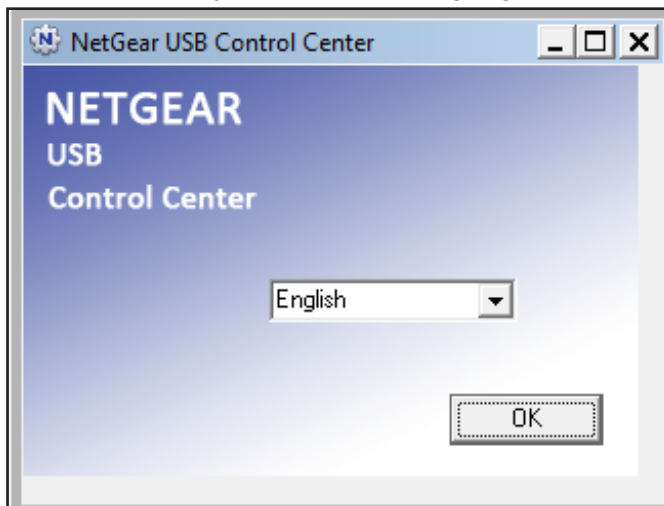 NetGear USB Control Center
NETGEAR
USB
Control Center
English
OK